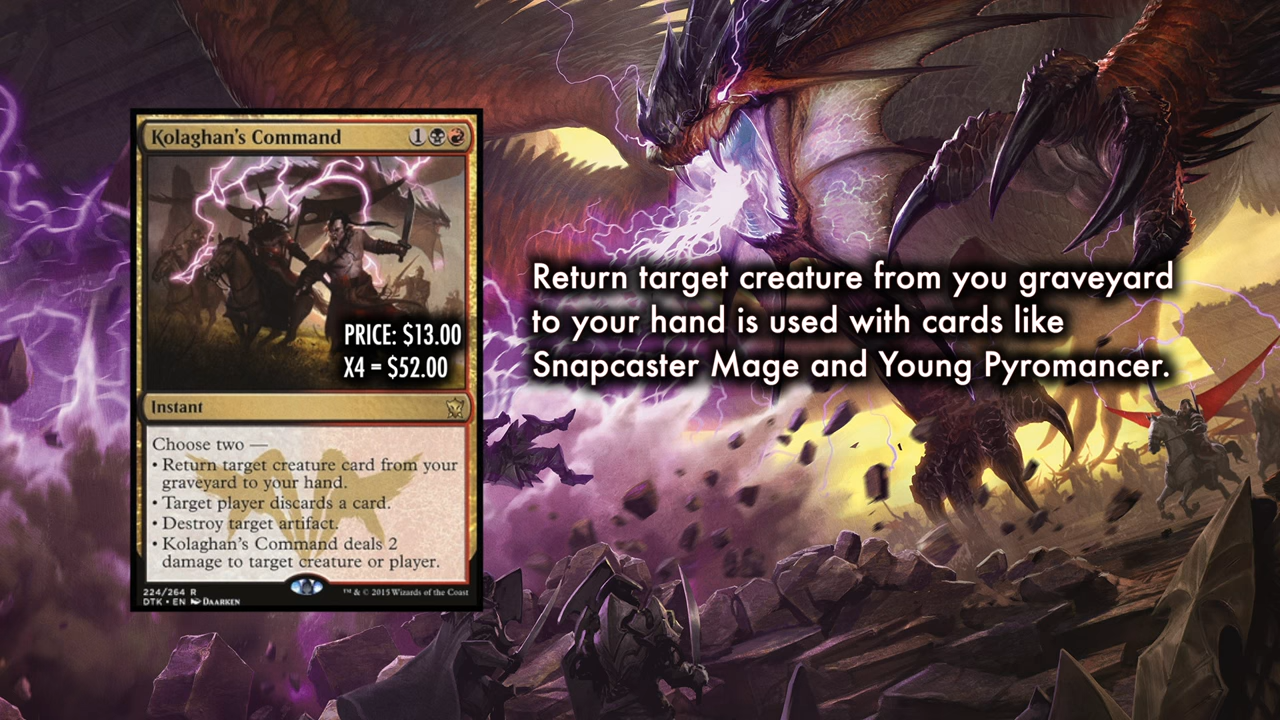 Kolaghan's Command 1
PRICE: $13.00
X4 = $52.00
Instant
Choose two —
• Return target creature card from your
graveyard to your hand.
• Target player discards a card.
• Destroy target artifact.
• Kolaghan's Command deals 2
damage to target creature or player.
224/264 R
DTK • EN DAARKEN
™ & © 2015 Wizards of the Coast
Return target creature from you graveyard
to your hand is used with cards like
Snapcaster Mage and Young Pyromancer.